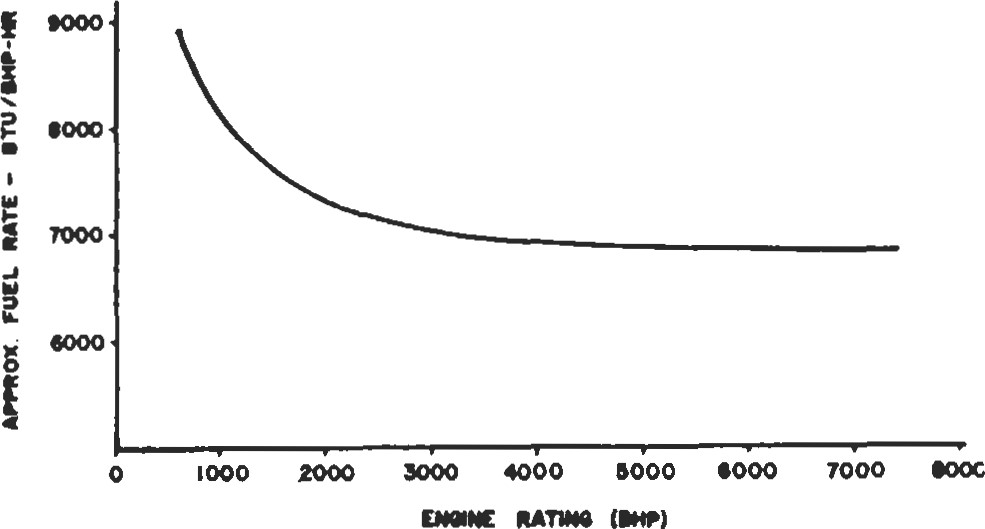 APPROX. FUEL RATE - BTU/BHP-HR
9000
8000
7000
6000
0 1000 2000 3000 4000 5000 6000 7000 8000
ENGINE RATING (BHP)